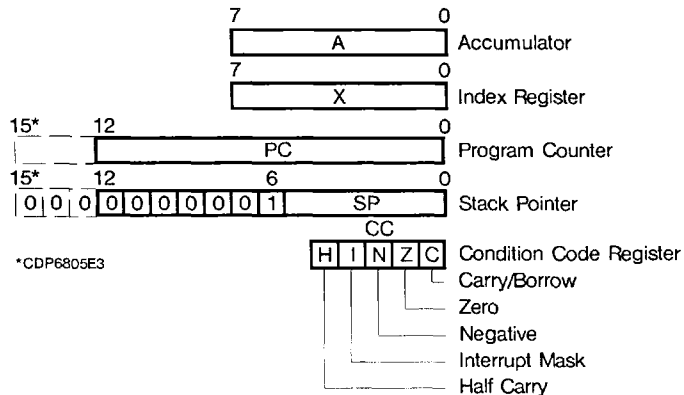 7 0
A Accumulator
7 0
X Index Register
15* 12 0
PC Program Counter
15* 12 6 0
0 0 0 0 0 0 0 0 0 1 SP Stack Pointer
CC
*CDP6805E3
H I N Z C Condition Code Register
Carry/Borrow
Zero
Negative
Interrupt Mask
Half Carry